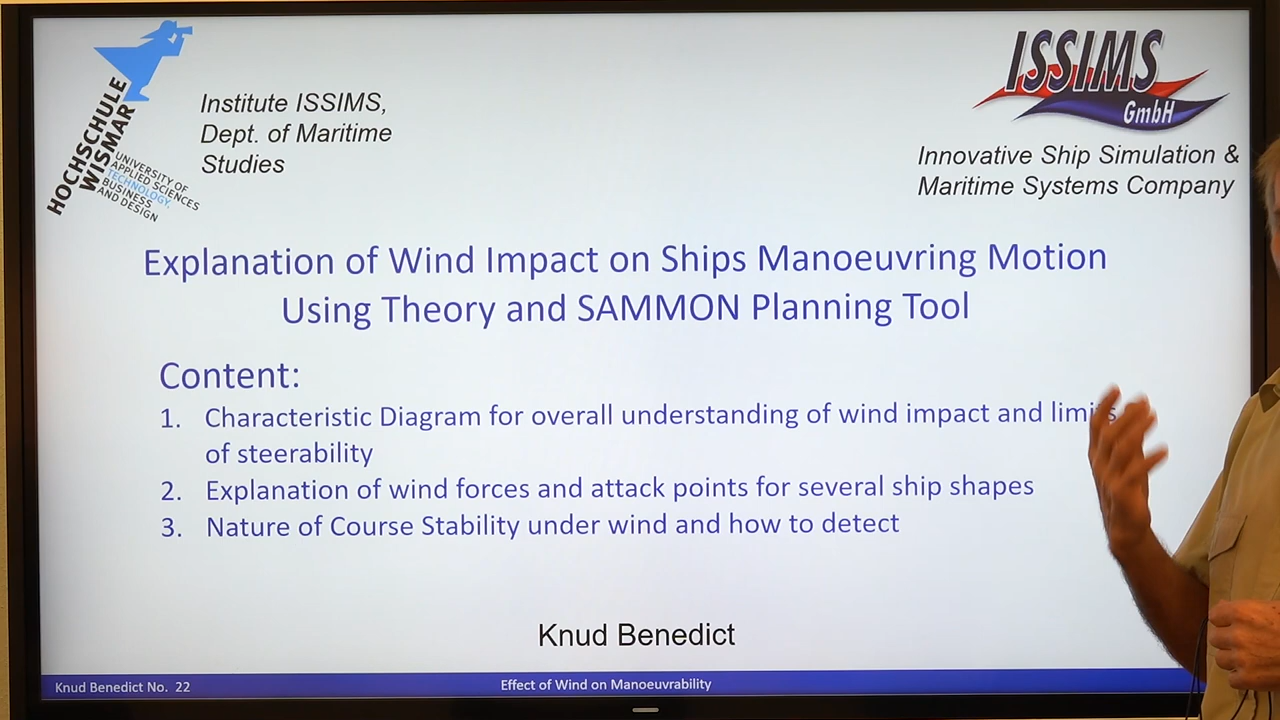 HOCHSCHULE
WISMAR
UNIVERSITY OF
APPLIED SCIENCES
TECHNOLOGY,
BUSINESS
AND DESIGN
Institute ISSIMS,
Dept. of Maritime
Studies
ISSIMS
GmbH
Innovative Ship Simulation &
Maritime Systems Company
Explanation of Wind Impact on Ships Manoeuvring Motion
Using Theory and SAMMON Planning Tool
Content:
1. Characteristic Diagram for overall understanding of wind impact and limits
of steerability
2. Explanation of wind forces and attack points for several ship shapes
3. Nature of Course Stability under wind and how to detect
Knud Benedict
Knud Benedict No. 22
Effect of Wind on Manoeuvrability